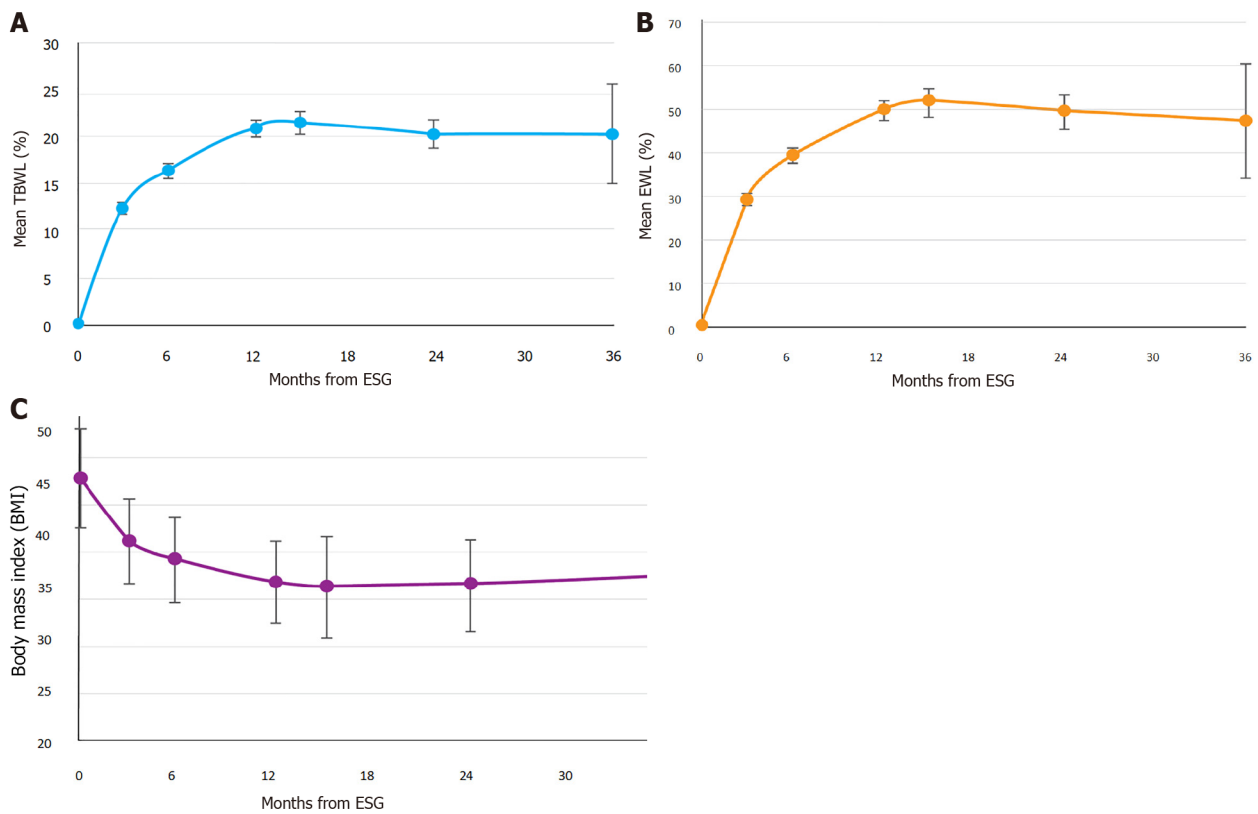 A
30
25
20
15
10
5
0
Mean TBWL (%)
0 6 12 18 24 30 36
Months from ESG
B
70
60
50
40
30
20
10
0
Mean EWL (%)
0 6 12 18 24 30 36
Months from ESG
C
50
45
40
35
30
25
20
Body mass index (BMI)
0 6 12 18 24 30
Months from ESG